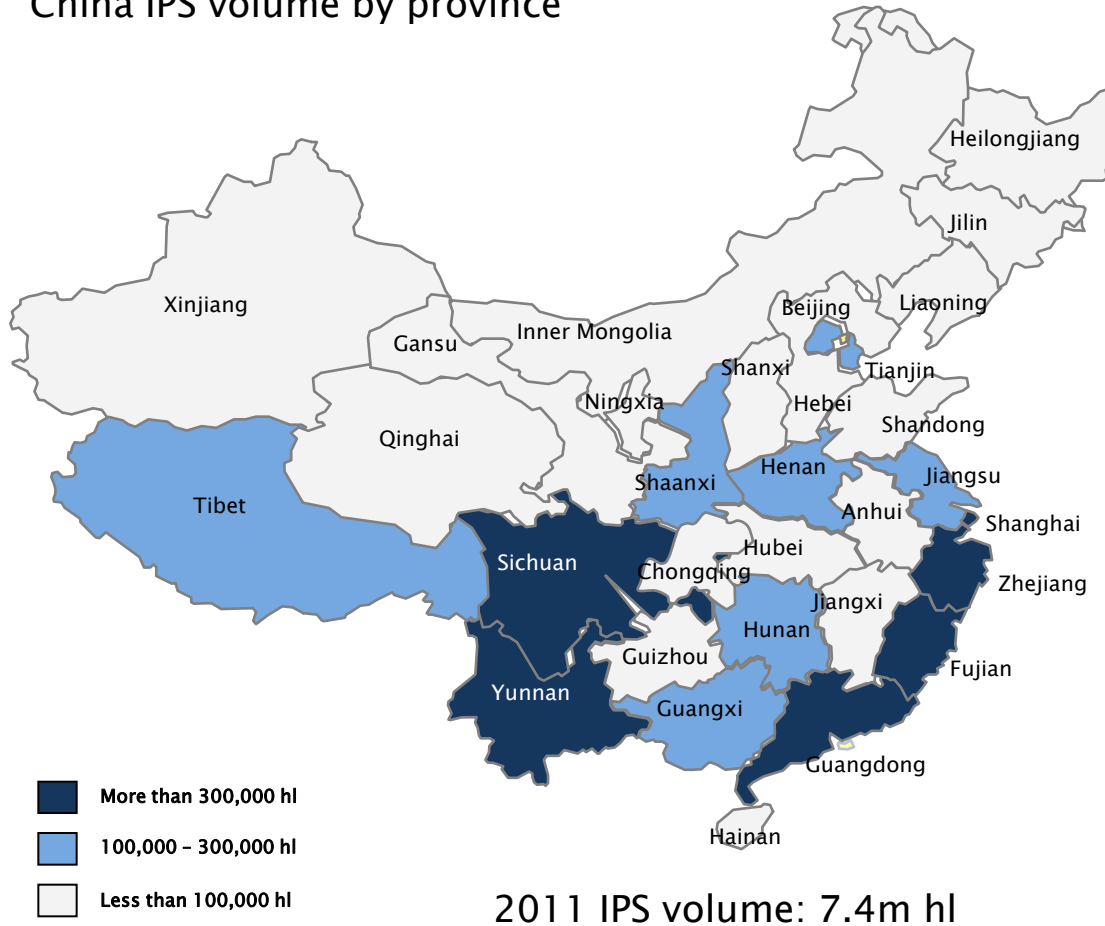 China IPS volume by province
Heilongjiang
Jilin
Xinjiang
Beijing
Liaoning
Inner Mongolia
Gansu
Shanxi
Tianjin
Ningxia
Hebei
Shandong
Qinghai
Henan
Jiangsu
Shaanxi
Tibet
Anhui
Shanghai
Hubei
Sichuan
Chongqing
Zhejiang
Jiangxi
Hunan
Guizhou
Fujian
Yunnan
Guangxi
Guangdong
Hainan
More than 300,000 hl
100,000 – 300,000 hl
Less than 100,000 hl
2011 IPS volume: 7.4m hl